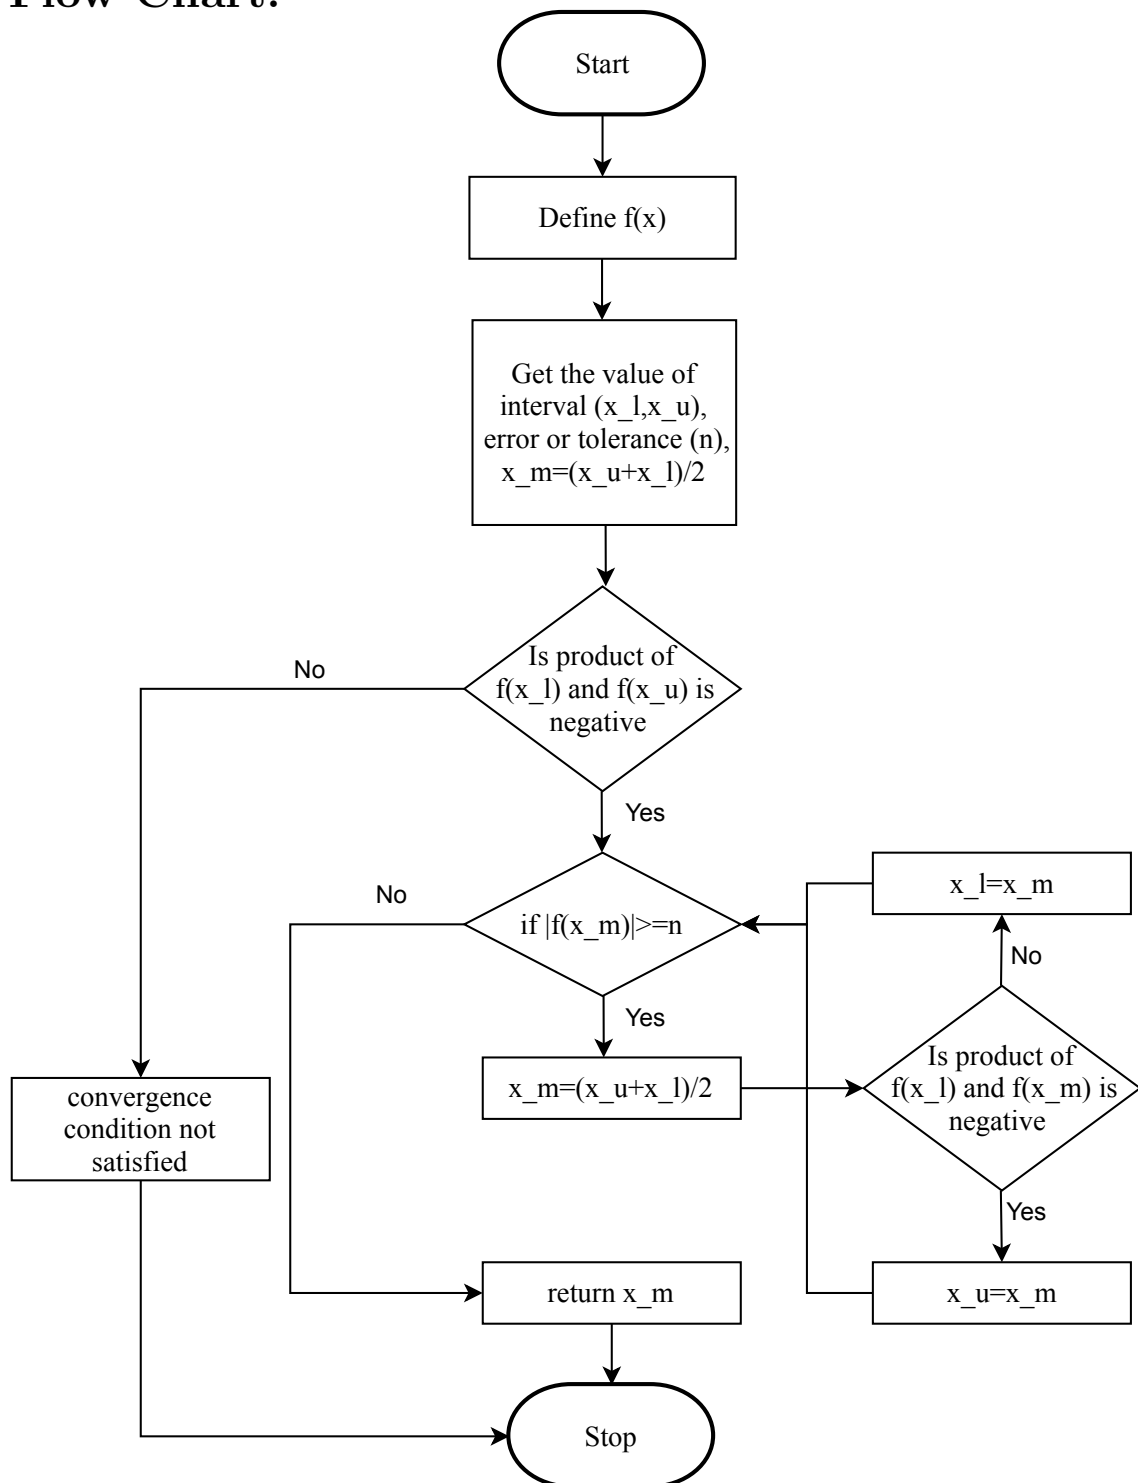 Flow Chart:
Start
Define f(x)
Get the value of
interval (x_l,x_u),
error or tolerance (n),
x_m=(x_u+x_l)/2
Is product of
f(x_l) and f(x_u) is
negative
No
Yes
if |f(x_m)|>=n
No
Yes
x_l=x_m
No
x_m=(x_u+x_l)/2
Is product of
f(x_l) and f(x_m) is
negative
Yes
convergence
condition not
satisfied
return x_m
x_u=x_m
Stop